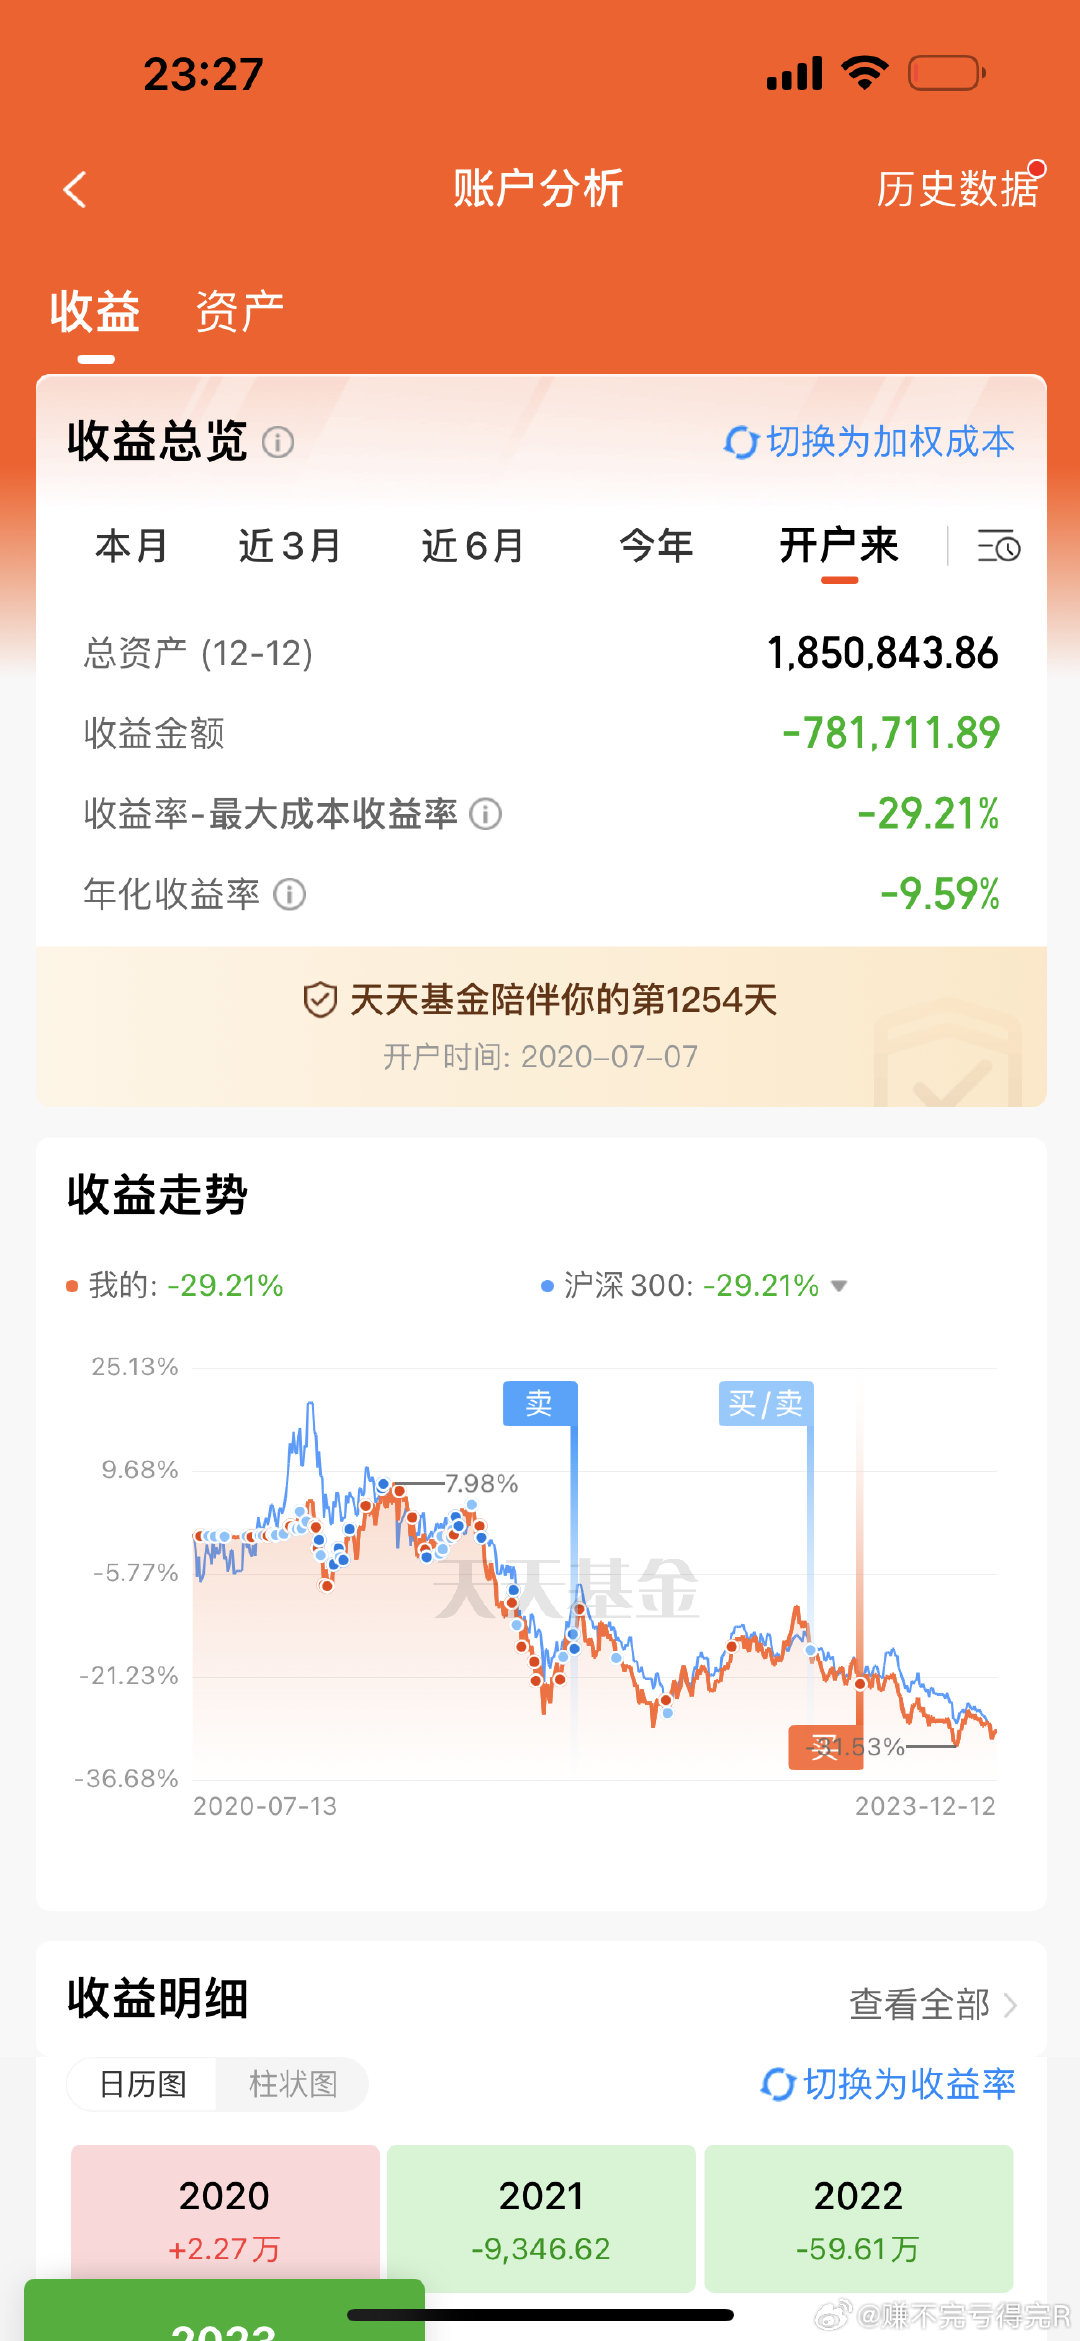 23:27
账户分析
历史数据
收益 资产
收益总览
切换为加权成本
本月 近3月 近6月 今年 开户来
总资产 (12-12) 1,850,843.86
收益金额 -781,711.89
收益率-最大成本收益率 -29.21%
年化收益率 -9.59%
天天基金陪伴你的第1254天
开户时间: 2020-07-07
收益走势
我的: -29.21% 沪深300: -29.21%
25.13%
卖
买/卖
9.68%
7.98%
-5.77%
天天基金
-21.23%
买
-31.53%
-36.68%
2020-07-13 2023-12-12
收益明细
查看全部
日历图 柱状图
切换为收益率
2020 2021 2022
+2.27万 -9,346.62 -59.61万
2023
@赚不完亏得完R